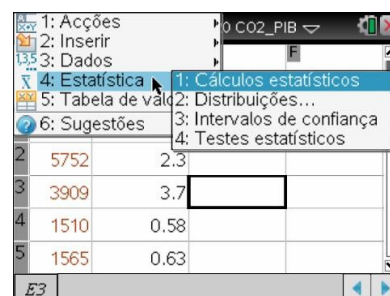 1: Acções
0 CO2_PIB
2: Inserir
F
3: Dados
4: Estatística
1: Cálculos estatísticos
5: Tabela de valo
2: Distribuições...
6: Sugestões
3: Intervalos de confiança
4: Testes estatísticos
2 5752 2.3
3 3909 3.7
4 1510 0.58
5 1565 0.63
E3